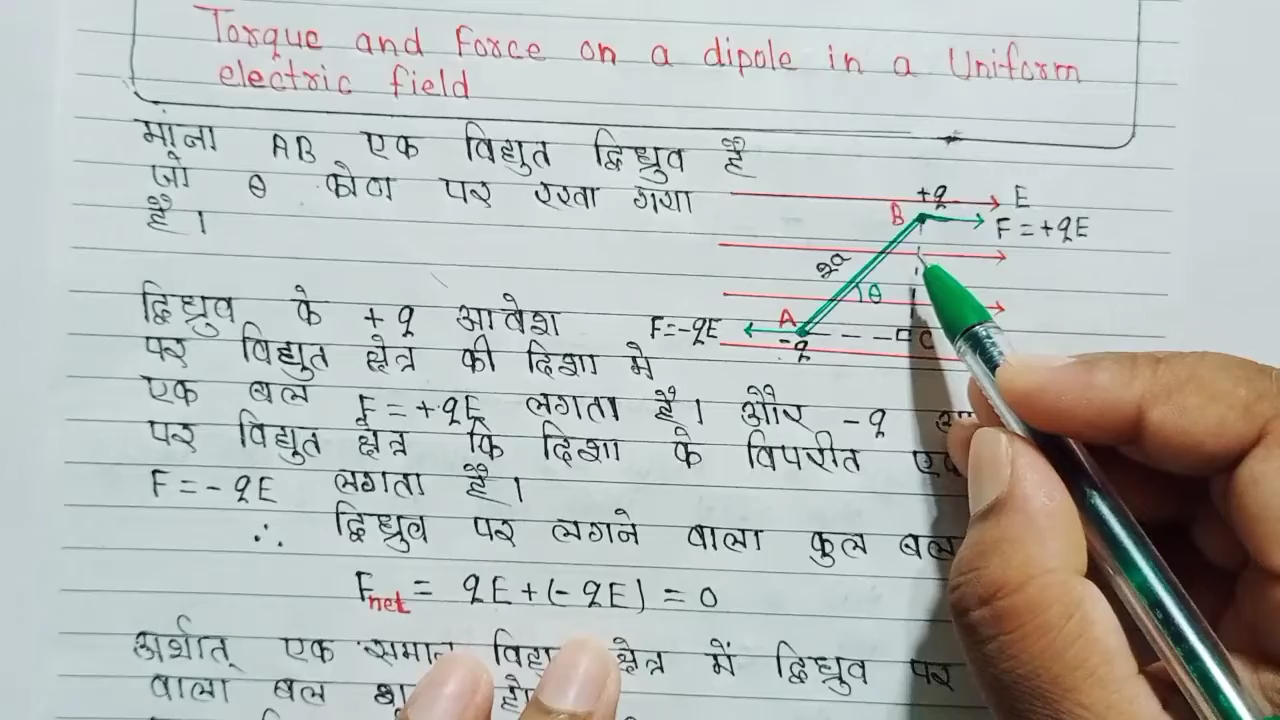 Torque and Force on a dipole in a Uniform
electric field
माना AB एक विद्युत द्विध्रुव है
जो θ कोण पर रखा गया
है।
+q
E
B
F = +qE
2a
θ
A
F=-qE
-q
C
द्विध्रुव के +q आवेश
पर विद्युत क्षेत्र की दिशा मे
एक बल F = +qE लगता है। और -q
पर विद्युत क्षेत्र कि दिशा के विपरीत
F = -qE लगता है।
∴ द्विध्रुव पर लगने वाला कुल बल
Fnet = qE+(-qE) = 0
अर्थात् एक समान क्षेत्र में द्विध्रुव पर
वाला बल